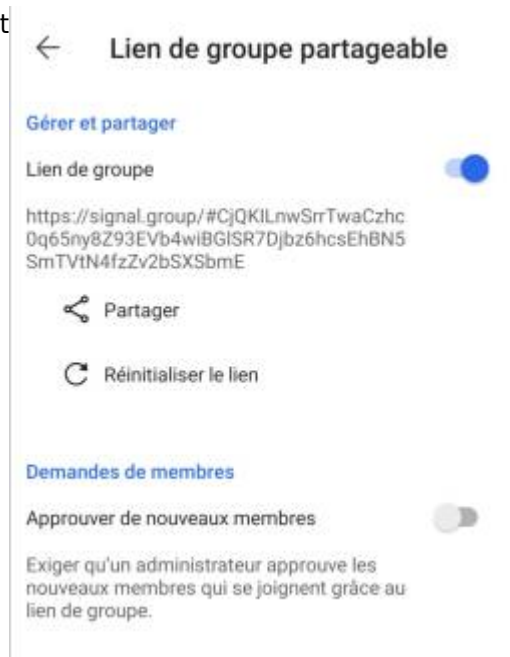 t
Lien de groupe partageable
Gérer et partager
Lien de groupe
https://signal.group/#CjQKILnwSrrTwaCzhc
0q65ny8Z93EVb4wiBGlSR7Djbz6hcsEhBN5
SmTVtN4fzZv2bSXSbmE
Partager
Réinitialiser le lien
Demandes de membres
Approuver de nouveaux membres
Exiger qu'un administrateur approuve les
nouveaux membres qui se joignent grâce au
lien de groupe.